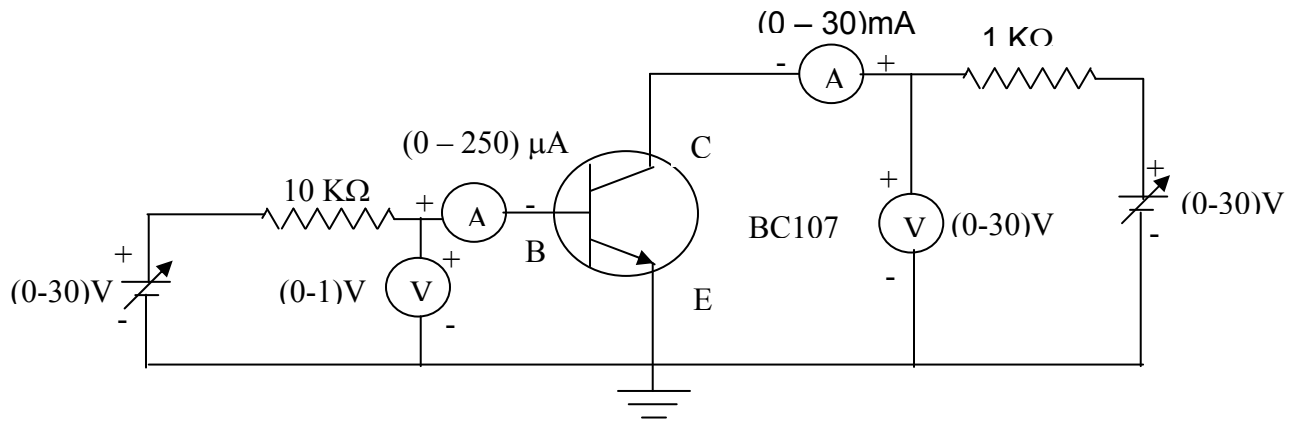 (0 – 30)mA
1 KΩ
- A +
(0 – 250) μA
C
+
10 KΩ
+ A -
+
(0-30)V
V
(0-30)V
BC107
B
+
+
(0-30)V
(0-1)V
V
-
-
E
-
-